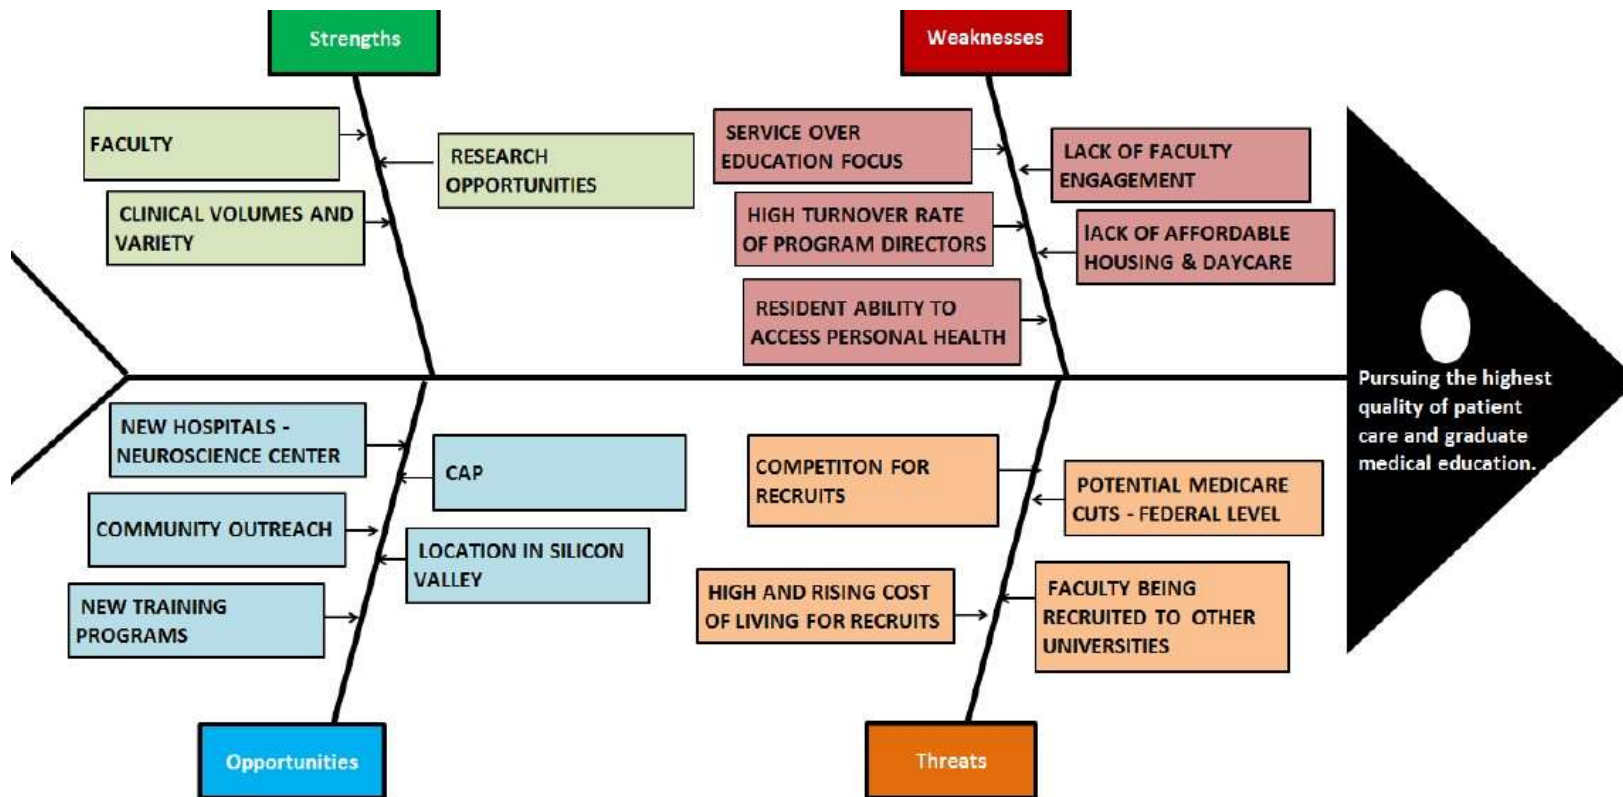 Strengths
FACULTY
RESEARCH
OPPORTUNITIES
CLINICAL VOLUMES AND
VARIETY
Weaknesses
SERVICE OVER
EDUCATION FOCUS
LACK OF FACULTY
ENGAGEMENT
HIGH TURNOVER RATE
OF PROGRAM DIRECTORS
lACK OF AFFORDABLE
HOUSING & DAYCARE
RESIDENT ABILITY TO
ACCESS PERSONAL HEALTH
Pursuing the highest
quality of patient
care and graduate
medical education.
NEW HOSPITALS -
NEUROSCIENCE CENTER
CAP
COMMUNITY OUTREACH
LOCATION IN SILICON
VALLEY
NEW TRAINING
PROGRAMS
Opportunities
COMPETITON FOR
RECRUITS
POTENTIAL MEDICARE
CUTS - FEDERAL LEVEL
HIGH AND RISING COST
OF LIVING FOR RECRUITS
FACULTY BEING
RECRUITED TO OTHER
UNIVERSITIES
Threats